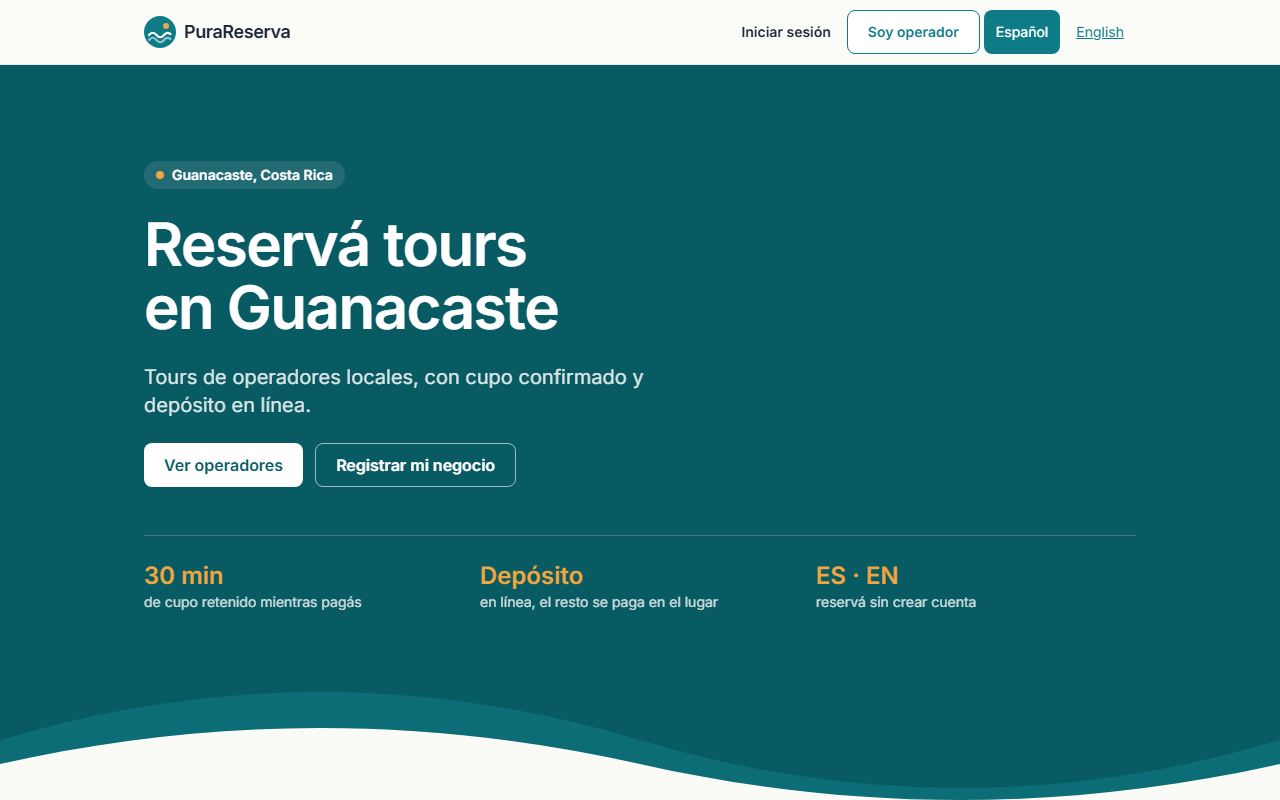 PuraReserva
Iniciar sesión
Soy operador
Español
English
Guanacaste, Costa Rica
Reservá tours
en Guanacaste
Tours de operadores locales, con cupo confirmado y
depósito en línea.
Ver operadores
Registrar mi negocio
30 min
de cupo retenido mientras pagás
Depósito
en línea, el resto se paga en el lugar
ES · EN
reservá sin crear cuenta